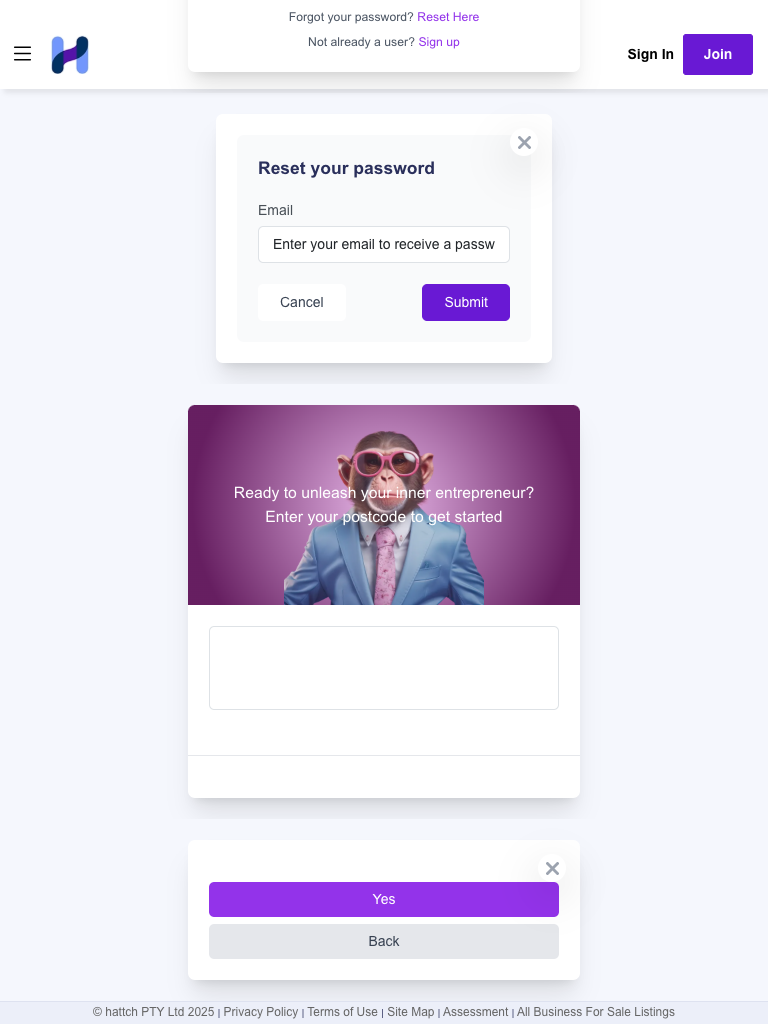 Forgot your password? Reset Here
Not already a user? Sign up
Sign In
Join
Reset your password
Email
Enter your email to receive a passw
Cancel
Submit
Ready to unleash your inner entrepreneur?
Enter your postcode to get started
Yes
Back
© hattch PTY Ltd 2025 | Privacy Policy | Terms of Use | Site Map | Assessment | All Business For Sale Listings